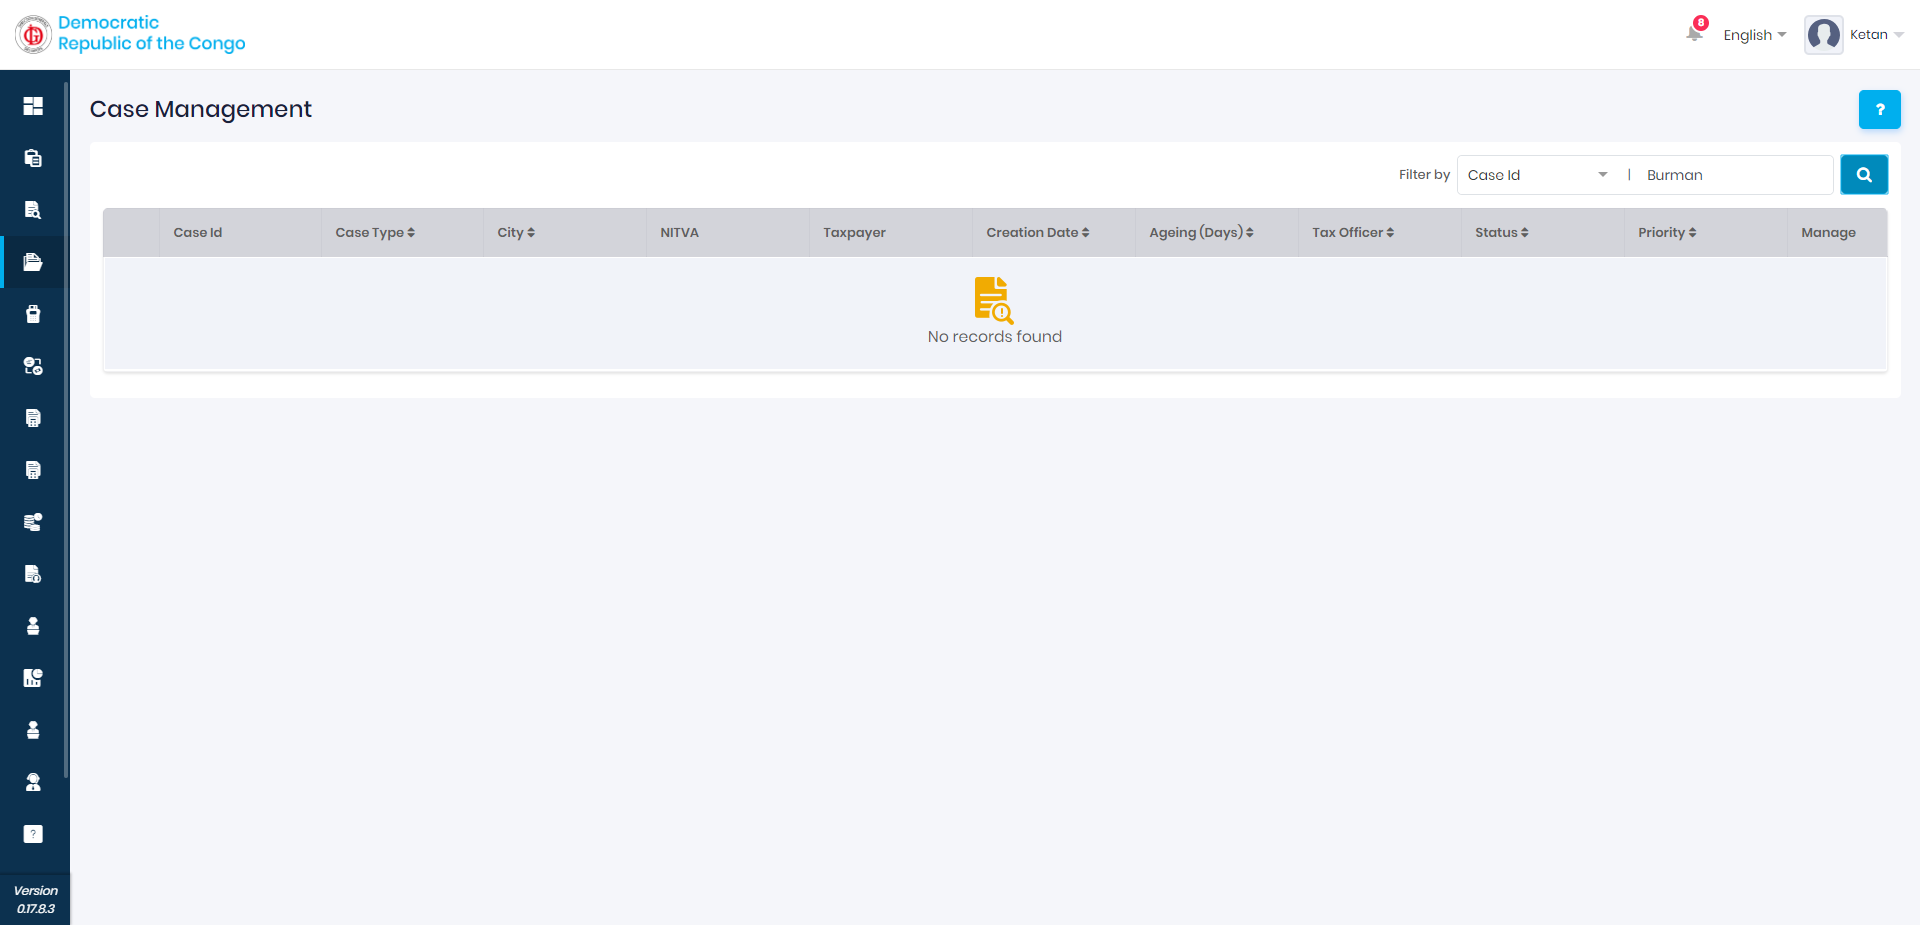 Democratic
Republic of the Congo
8
English
Ketan
Case Management
?
Filter by
Case Id
|
Burman
Case Id
Case Type
City
NITVA
Taxpayer
Creation Date
Ageing (Days)
Tax Officer
Status
Priority
Manage
No records found
?
Version
0.17.8.3